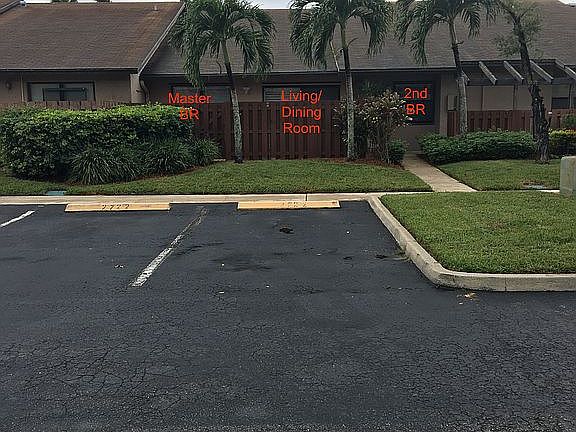 Master
BR
Living/
Dining
Room
2nd
BR